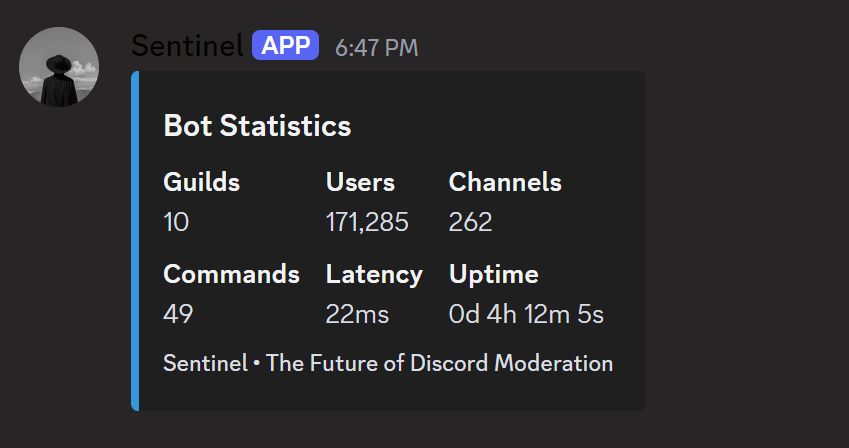 Sentinel APP 6:47 PM
Bot Statistics
Guilds Users Channels
10 171,285 262
Commands Latency Uptime
49 22ms 0d 4h 12m 5s
Sentinel • The Future of Discord Moderation